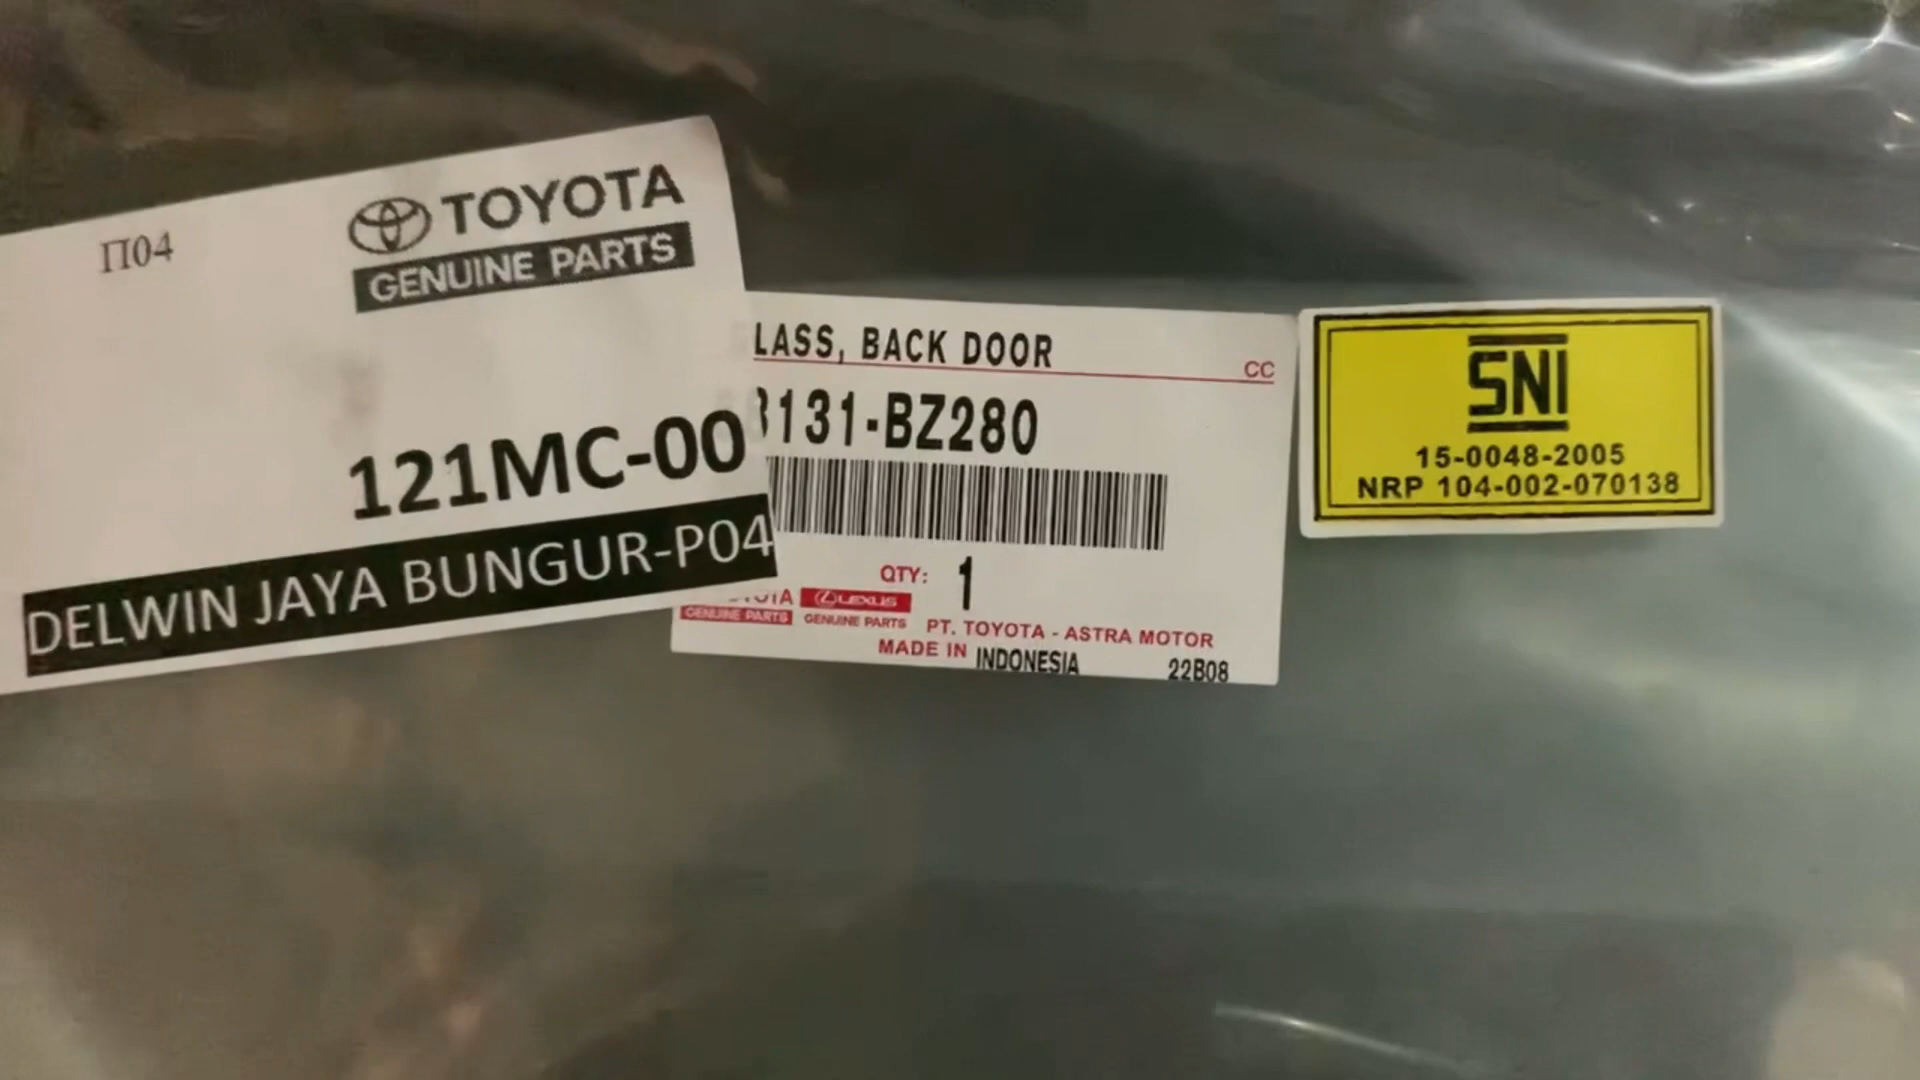 П04
TOYOTA
GENUINE PARTS
121MC-00
DELWIN JAYA BUNGUR-P04
LASS, BACK DOOR
CC
3131-BZ280
QTY: 1
LEXUS
GENUINE PARTS
GENUINE PARTS
PT. TOYOTA - ASTRA MOTOR
MADE IN INDONESIA
22B08
SNI
15-0048-2005
NRP 104-002-070138